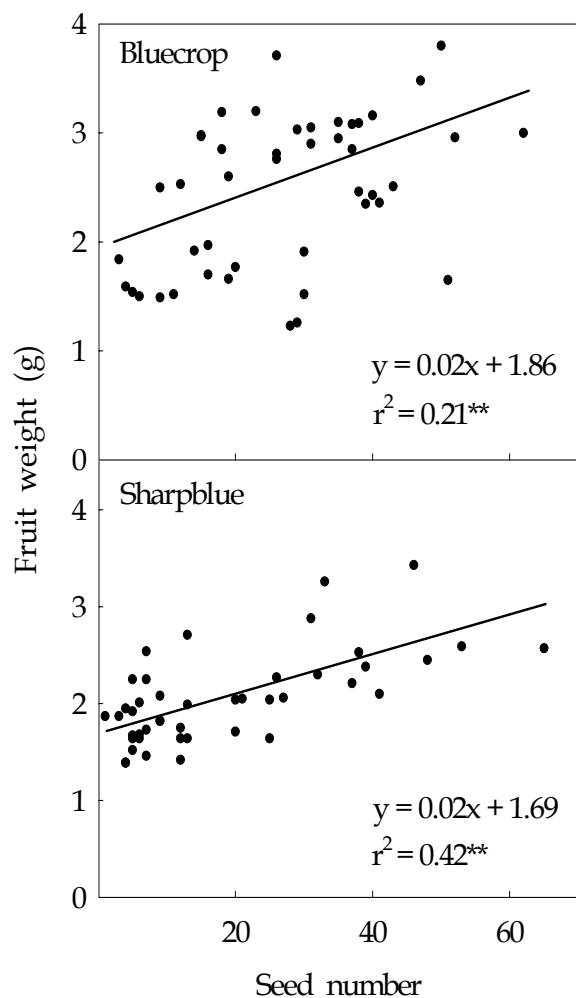 4
Bluecrop
3
2
1
y = 0.02x + 1.86
r² = 0.21**
0
Fruit weight (g)
Sharpblue
4
3
2
1
y = 0.02x + 1.69
r² = 0.42**
0
20 40 60
Seed number